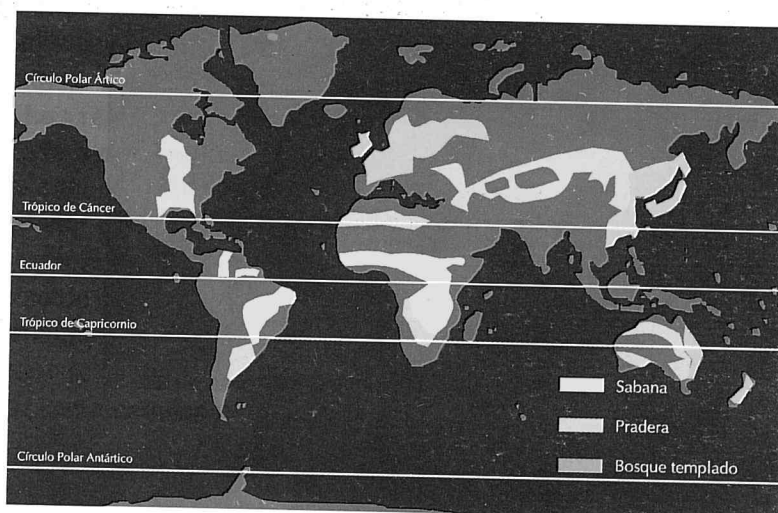 Círculo Polar Ártico
Trópico de Cáncer
Ecuador
Trópico de Capricornio
Sabana
Pradera
Círculo Polar Antártico
Bosque templado